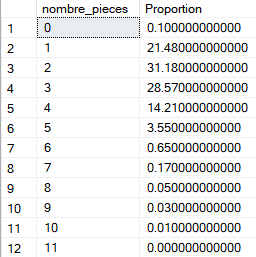 nombre_pieces Proportion
1 0 0.100000000000
2 1 21.480000000000
3 2 31.180000000000
4 3 28.570000000000
5 4 14.210000000000
6 5 3.550000000000
7 6 0.650000000000
8 7 0.170000000000
9 8 0.050000000000
10 9 0.030000000000
11 10 0.010000000000
12 11 0.000000000000